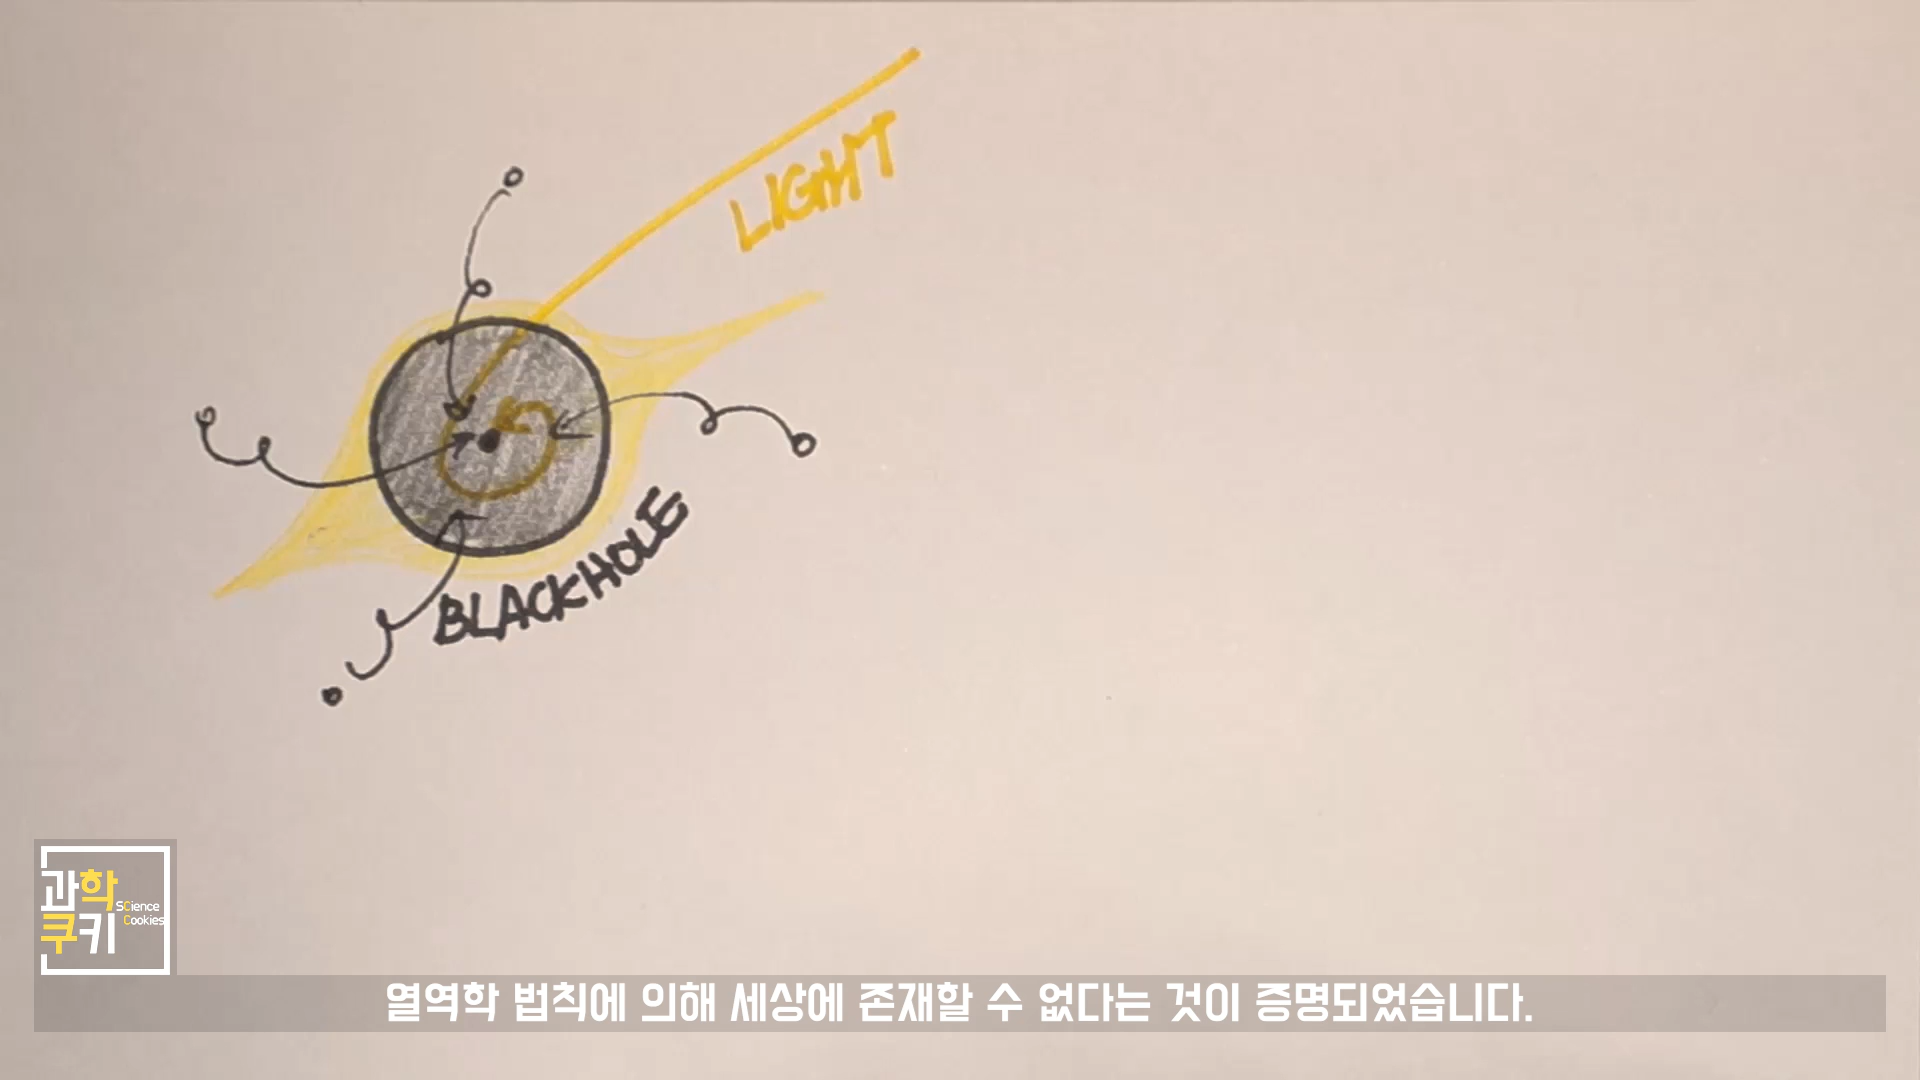 LIGHT
BLACKHOLE
과학
쿠키
SCience
Cookies
열역학 법칙에 의해 세상에 존재할 수 없다는 것이 증명되었습니다.